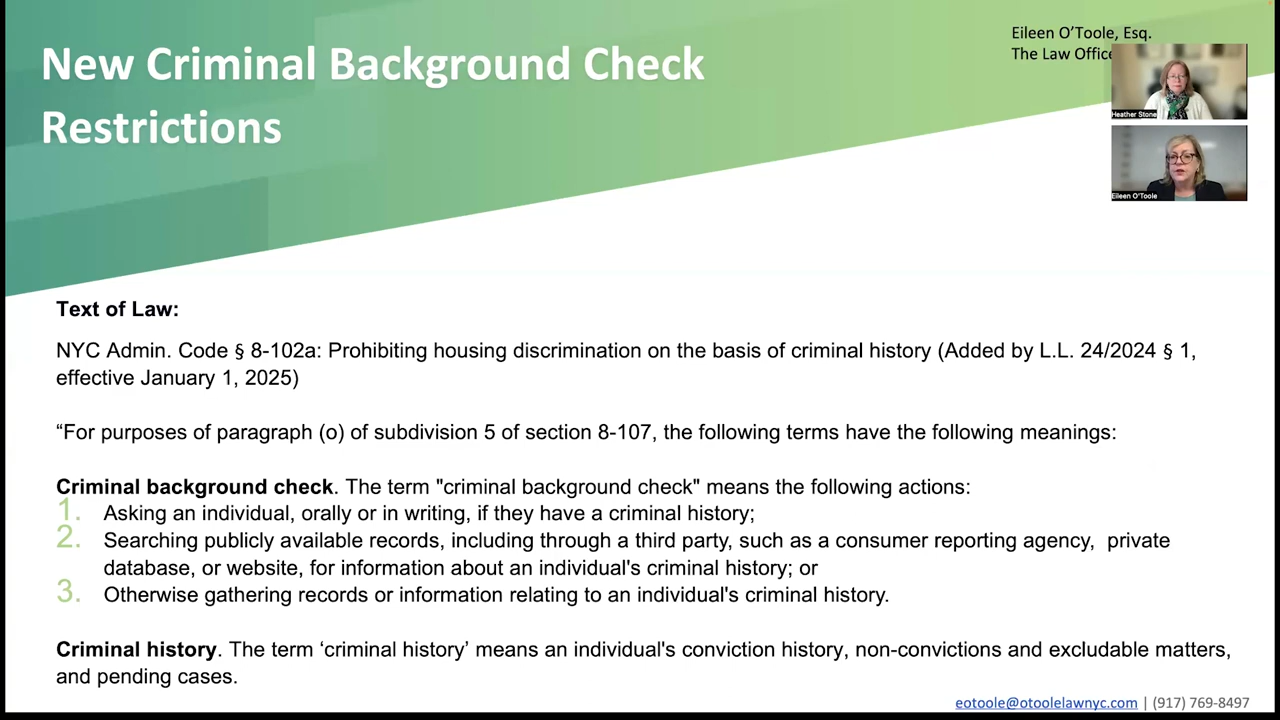 New Criminal Background Check
Restrictions
Eileen O'Toole, Esq.
The Law Office
Heather Stone
Eileen O'Toole
Text of Law:
NYC Admin. Code § 8-102a: Prohibiting housing discrimination on the basis of criminal history (Added by L.L. 24/2024 § 1,
effective January 1, 2025)
“For purposes of paragraph (o) of subdivision 5 of section 8-107, the following terms have the following meanings:
Criminal background check. The term "criminal background check" means the following actions:
1. Asking an individual, orally or in writing, if they have a criminal history;
2. Searching publicly available records, including through a third party, such as a consumer reporting agency, private
database, or website, for information about an individual's criminal history; or
3. Otherwise gathering records or information relating to an individual's criminal history.
Criminal history. The term ‘criminal history’ means an individual's conviction history, non-convictions and excludable matters,
and pending cases.
eotoole@otoolelawnyc.com | (917) 769-8497